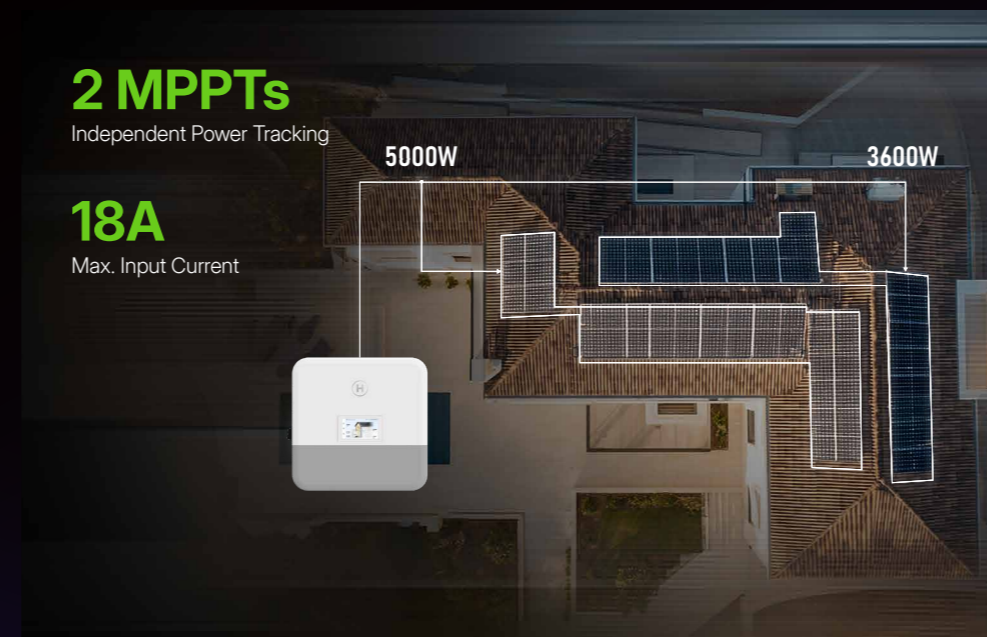 2 MPPTs
Independent Power Tracking
5000W
3600W
18A
Max. Input Current
H